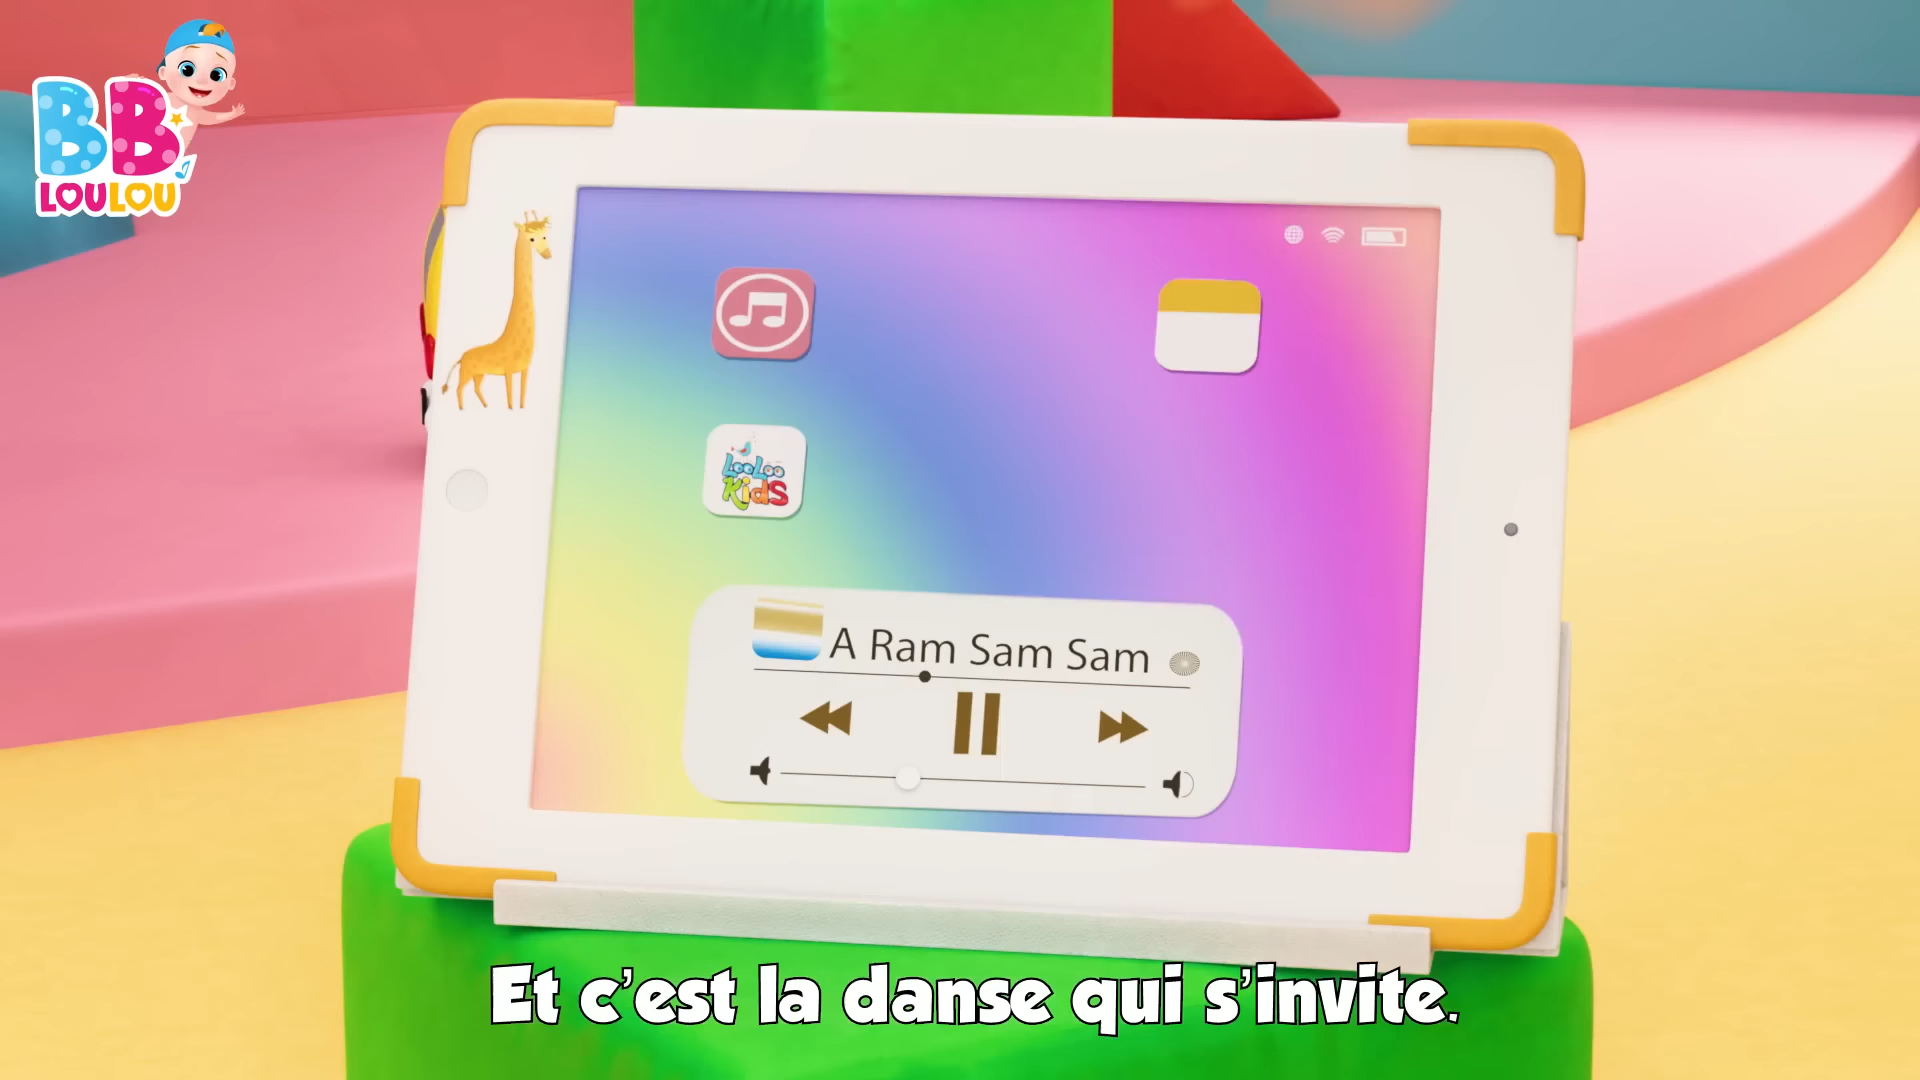 BB
LOULOU
LooLoo
Kids
A Ram Sam Sam
Et c'est la danse qui s'invite.